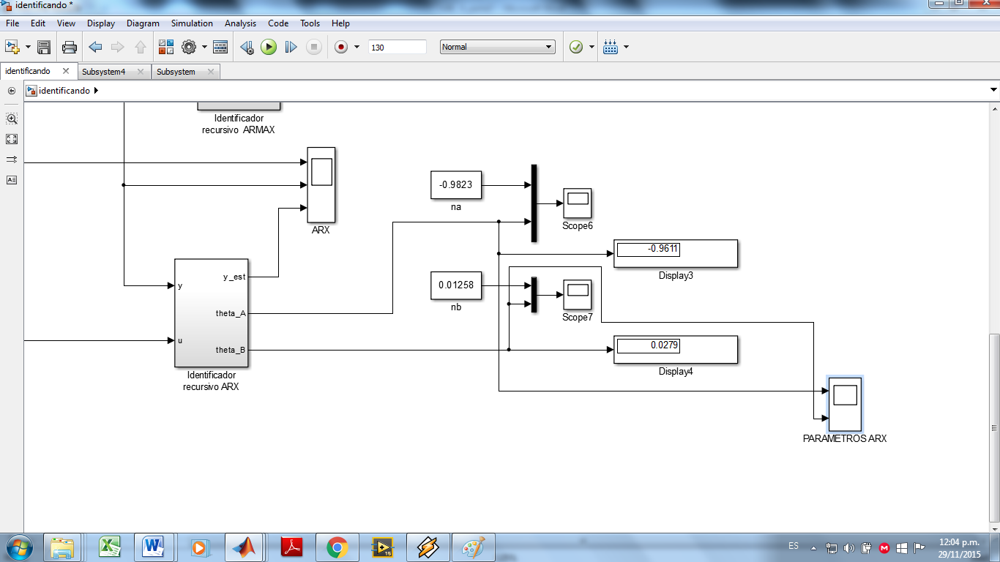 identificando *
File Edit View Display Diagram Simulation Analysis Code Tools Help
130 Normal
identificando Subsystem4 Subsystem
identificando
Identificador
recursivo ARMAX
ARX
-0.9823
na
Scope6
-0.9611
Display3
0.01258
nb
Scope7
y
u
y_est
theta_A
theta_B
Identificador
recursivo ARX
0.0279
Display4
PARAMETROS ARX
ES
12:04 p.m.
29/11/2015